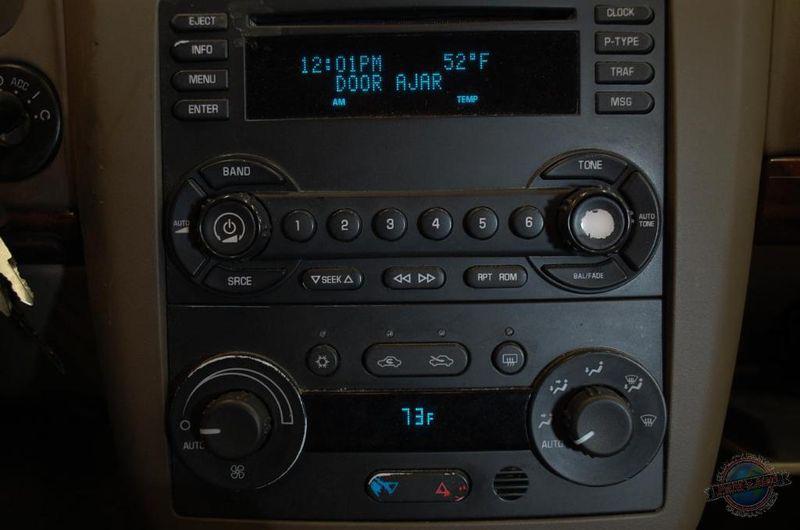 EJECT
INFO
MENU
ENTER
12:01PM 52°F
DOOR AJAR
AM TEMP
CLOCK
P-TYPE
TRAF
MSG
ACC
BAND
TONE
AUTO
1 2 3 4 5 6
AUTO TONE
SRCE
SEEK
RPT RDM
BAL/FADE
73F
AUTO
AUTO